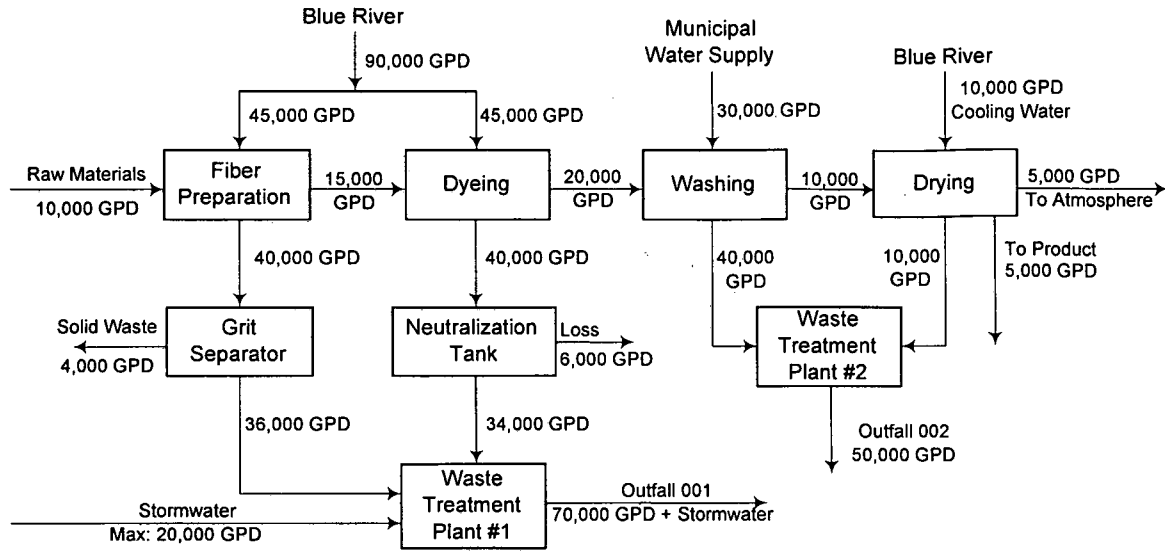 Blue River
90,000 GPD
45,000 GPD
45,000 GPD
Municipal
Water Supply
30,000 GPD
Blue River
10,000 GPD
Cooling Water
Raw Materials
10,000 GPD
Fiber
Preparation
15,000
GPD
Dyeing
20,000
GPD
Washing
10,000
GPD
Drying
5,000 GPD
To Atmosphere
40,000 GPD
40,000 GPD
40,000
GPD
10,000
GPD
To Product
5,000 GPD
Solid Waste
4,000 GPD
Grit
Separator
Neutralization
Tank
Loss
6,000 GPD
Waste
Treatment
Plant #2
36,000 GPD
34,000 GPD
Outfall 002
50,000 GPD
Stormwater
Max: 20,000 GPD
Waste
Treatment
Plant #1
Outfall 001
70,000 GPD + Stormwater